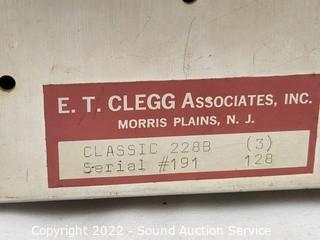 E. T. CLEGG ASSOCIATES, INC.
MORRIS PLAINS, N. J.
CLASSIC 228B (3)
Serial #191 128
Copyright 2022 - Sound Auction Service